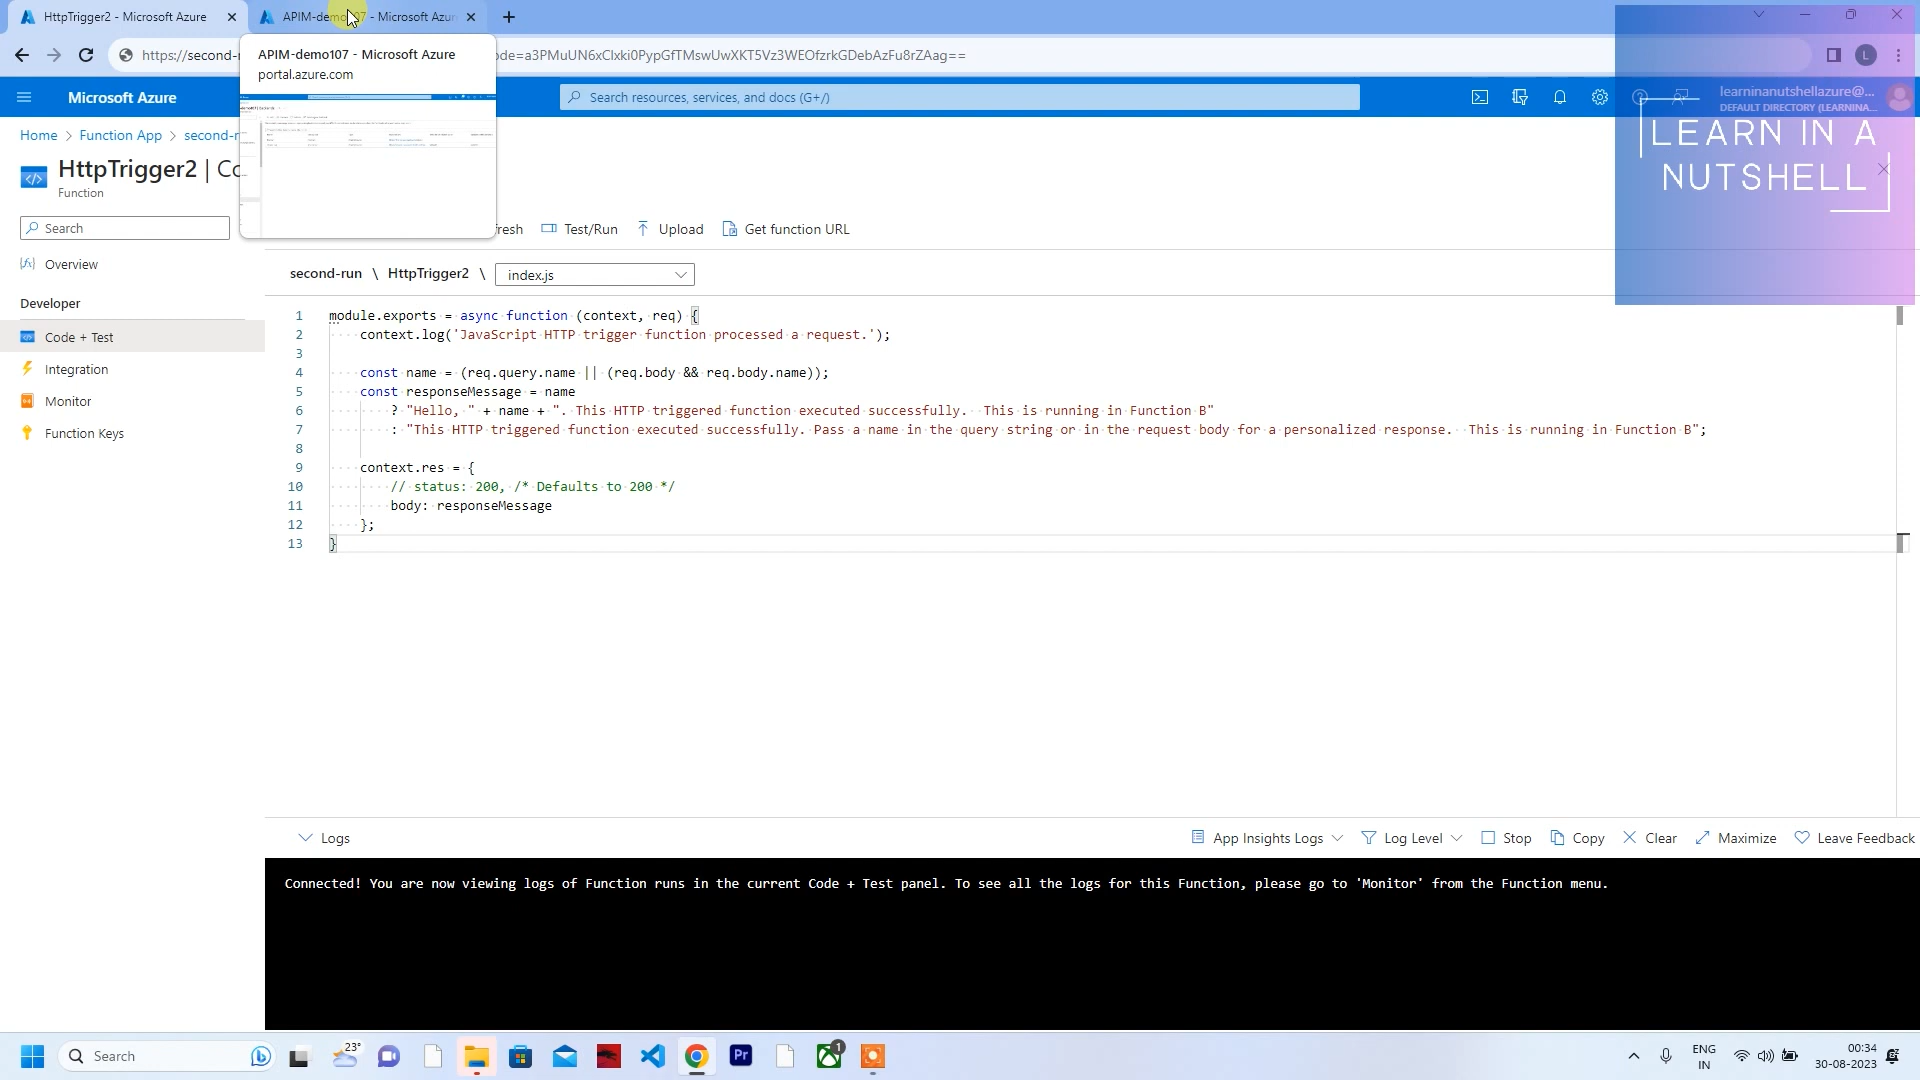 HttpTrigger2 - Microsoft Azure
APIM-demo107 - Microsoft Azur
https://second-r
ode=a3PMuUN6xClxki0PypGfTMswUwXKT5Vz3WEOfzrkGDebAzFu8rZAag==
L
APIM-demo107 - Microsoft Azure
portal.azure.com
Microsoft Azure
Search resources, services, and docs (G+/)
learninanutshellazure@...
DEFAULT DIRECTORY (LEARNINA...
LEARN IN A
NUTSHELL
Home > Function App > second-r
HttpTrigger2 | Co
Function
Search
resh
Test/Run
Upload
Get function URL
Overview
Developer
Code + Test
Integration
Monitor
Function Keys
second-run \ HttpTrigger2 \ index.js
1 module.exports = async function (context, req) {
2 context.log('JavaScript HTTP trigger function processed a request.');
3
4 const name = (req.query.name || (req.body && req.body.name));
5 const responseMessage = name
6 ? "Hello, " + name + ". This HTTP triggered function executed successfully.  This is running in Function B"
7 : "This HTTP triggered function executed successfully. Pass a name in the query string or in the request body for a personalized response.  This is running in Function B";
8
9 context.res = {
10 // status: 200, /* Defaults to 200 */
11 body: responseMessage
12 };
13 }
Logs
App Insights Logs
Log Level
Stop
Copy
Clear
Maximize
Leave Feedback
Connected! You are now viewing logs of Function runs in the current Code + Test panel. To see all the logs for this Function, please go to 'Monitor' from the Function menu.
Search
23°
Pr
1
ENG
IN
00:34
30-08-2023